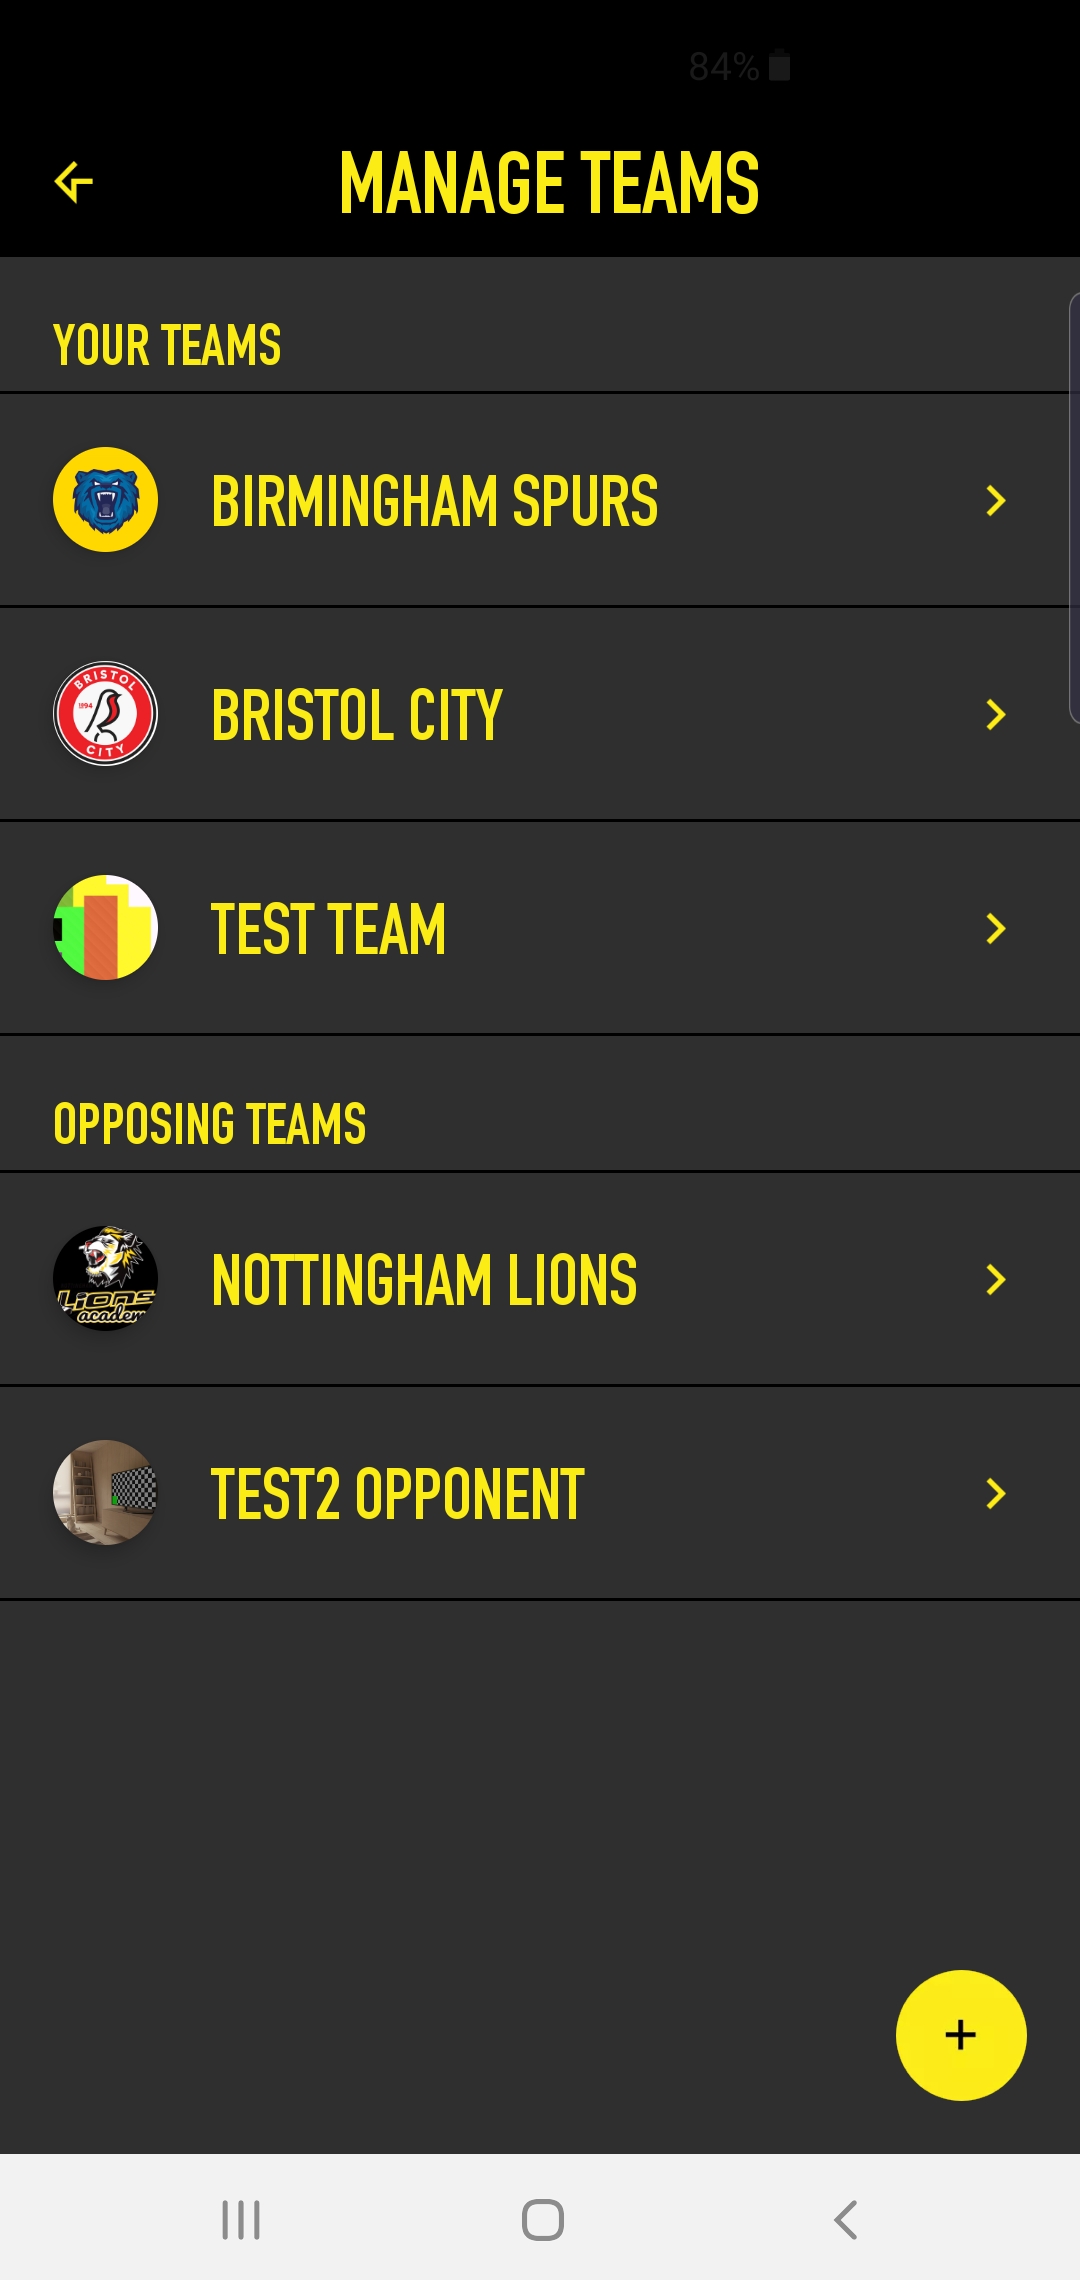 84%
MANAGE TEAMS
YOUR TEAMS
BIRMINGHAM SPURS
BRISTOL
1894
CITY
BRISTOL CITY
TEST TEAM
OPPOSING TEAMS
LIONS
academ
NOTTINGHAM LIONS
TEST2 OPPONENT